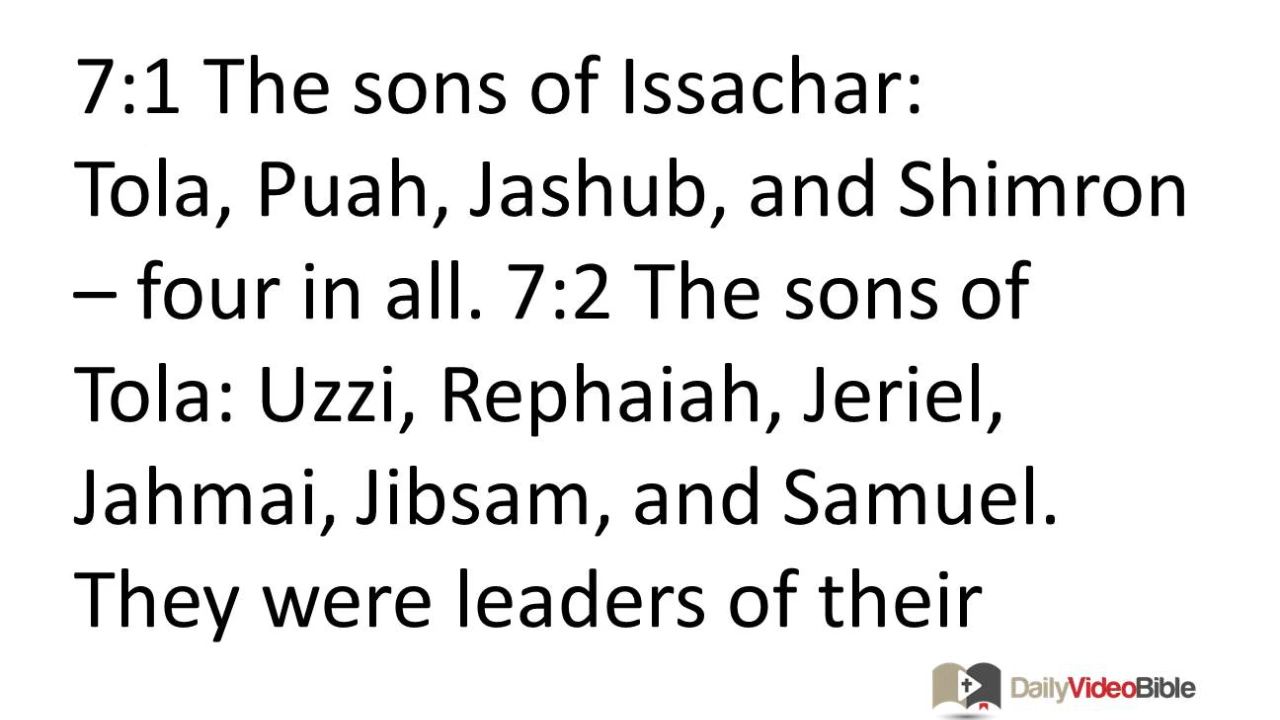 7:1 The sons of Issachar:
Tola, Puah, Jashub, and Shimron
– four in all. 7:2 The sons of
Tola: Uzzi, Rephaiah, Jeriel,
Jahmai, Jibsam, and Samuel.
They were leaders of their
DailyVideoBible